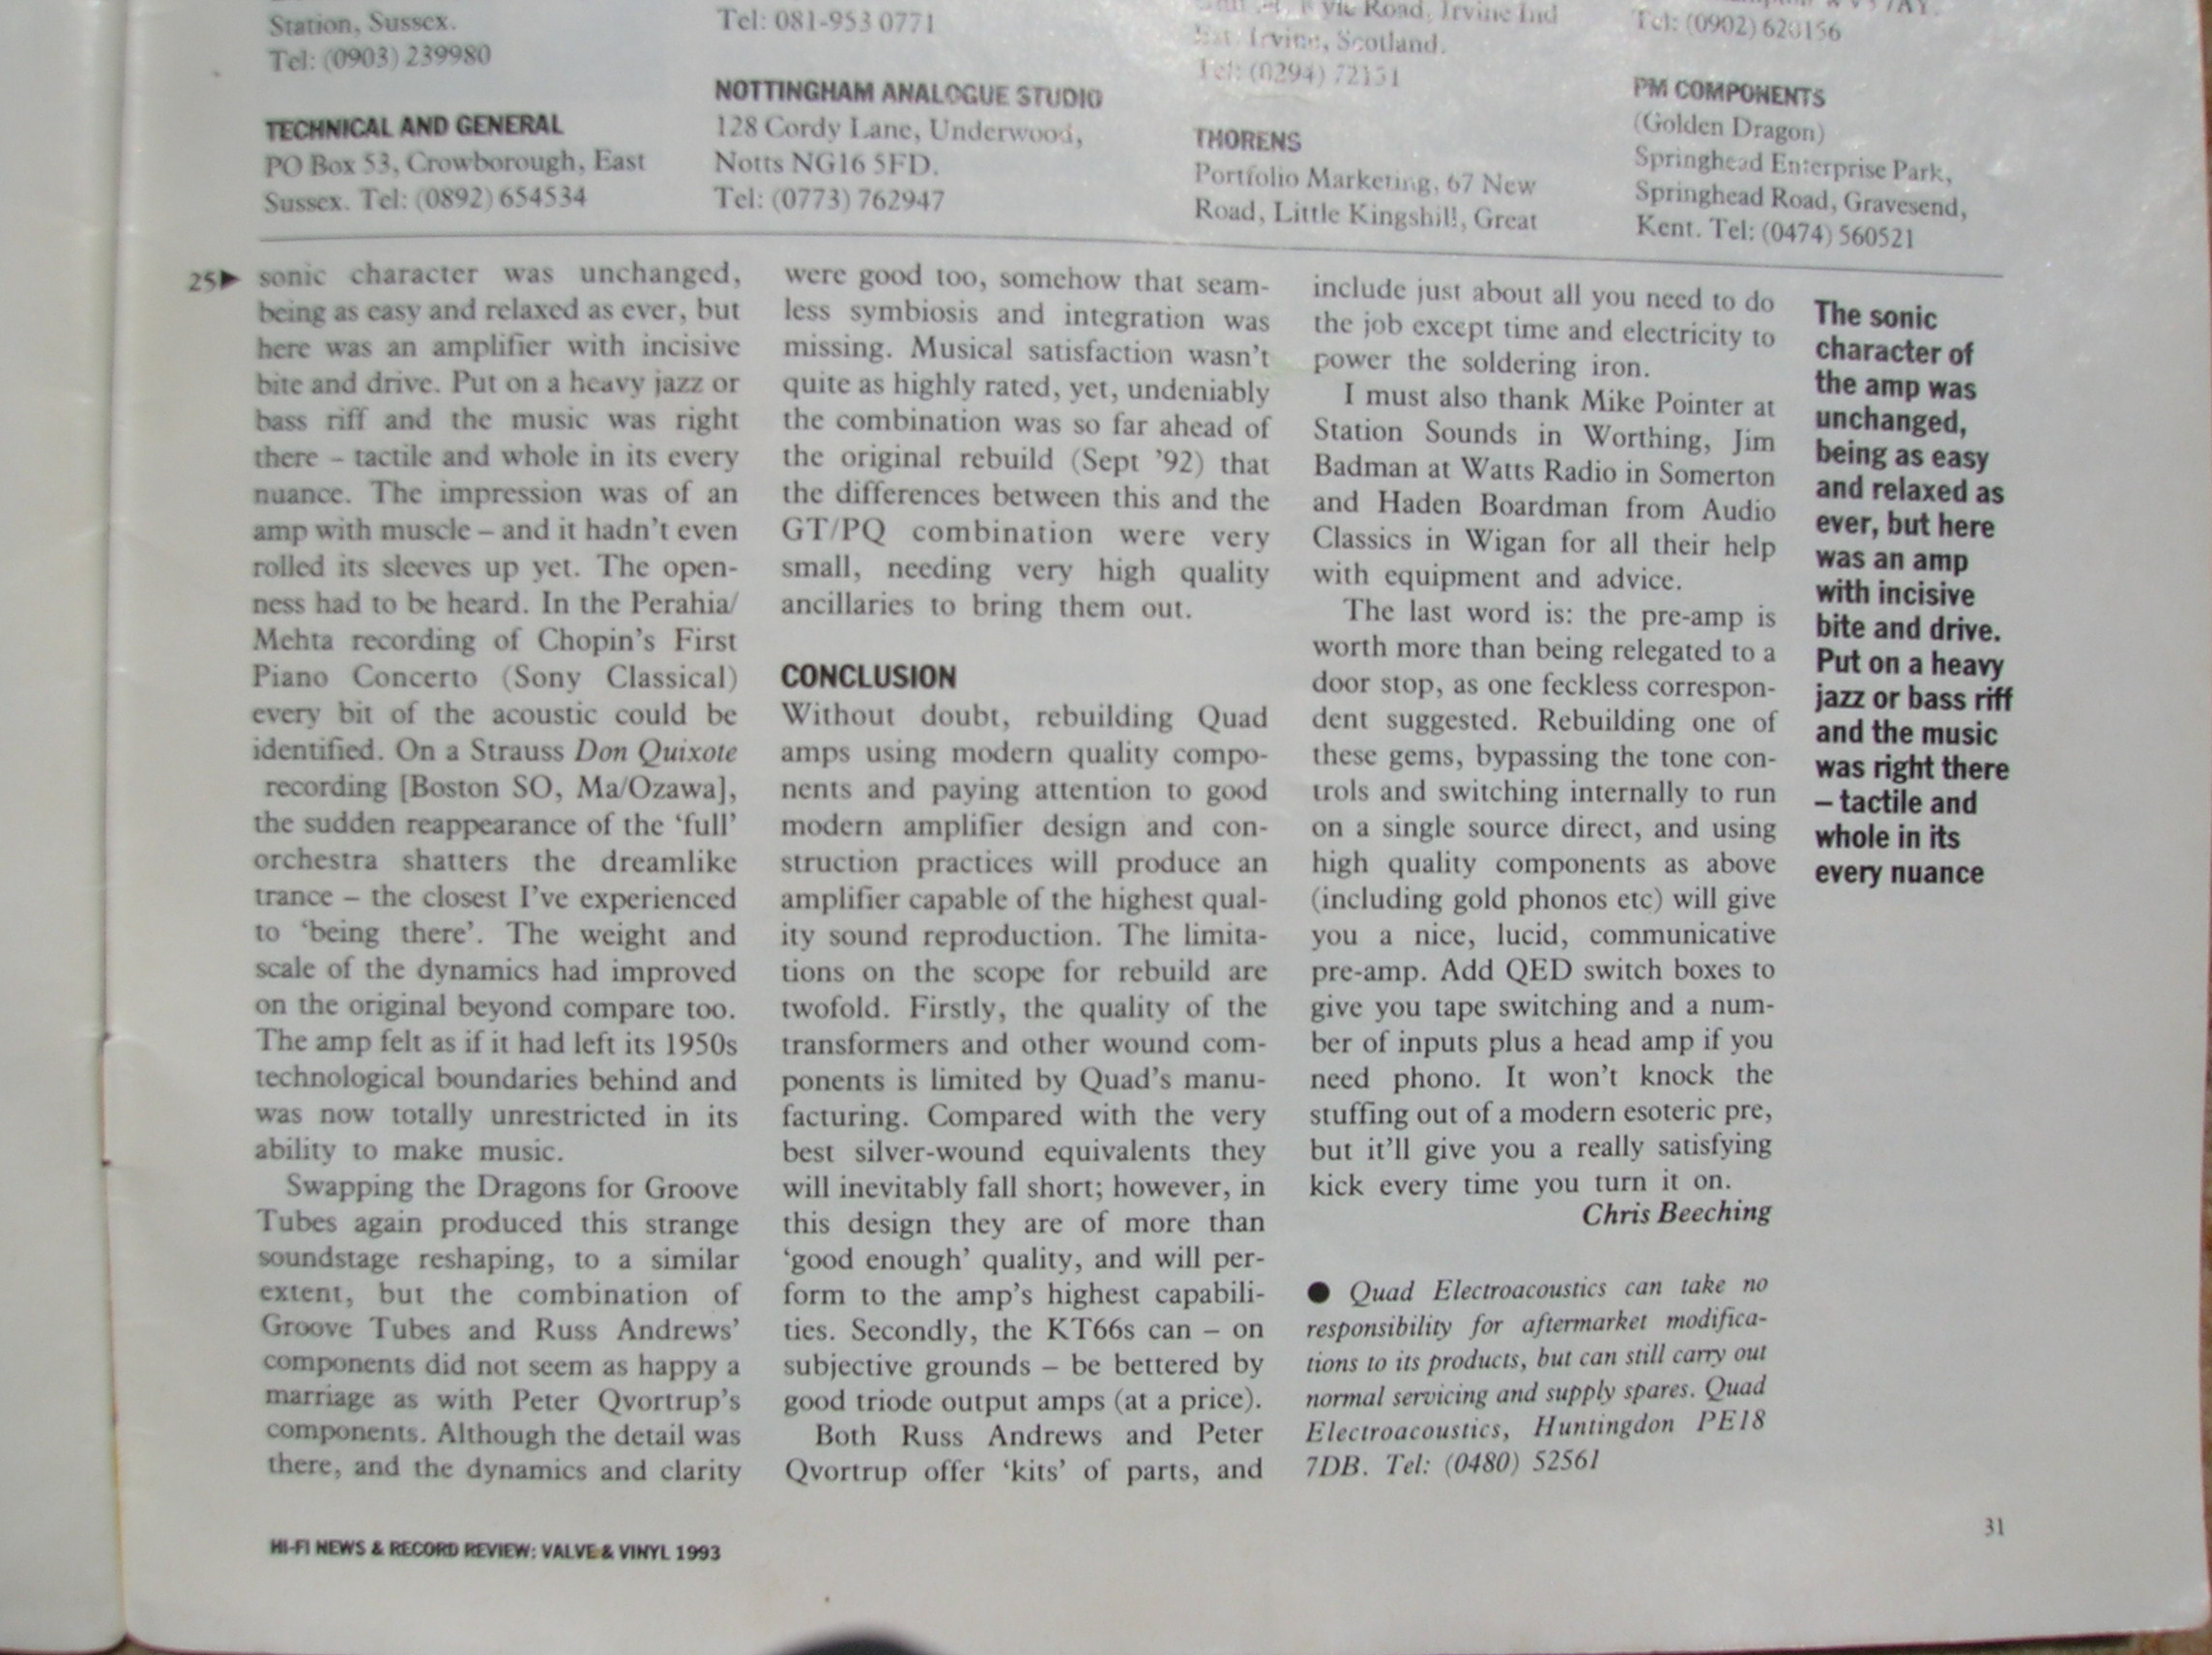 Station, Sussex.
Tel: (0903) 239980
TECHNICAL AND GENERAL
PO Box 53, Crowborough, East
Sussex. Tel: (0892) 654534
Tel: 081-953 0771
NOTTINGHAM ANALOGUE STUDIO
128 Cordy Lane, Underwood,
Notts NG16 5FD.
Tel: (0773) 762947
Road, Irvine Ind
Est, Irvine, Scotland.
Tel: (0294) 72151
THORENS
Portfolio Marketing, 67 New
Road, Little Kingshill, Great
Tel: (0902) 620156
PM COMPONENTS
(Golden Dragon)
Springhead Enterprise Park,
Springhead Road, Gravesend,
Kent. Tel: (0474) 560521
25▶ sonic character was unchanged,
being as easy and relaxed as ever, but
here was an amplifier with incisive
bite and drive. Put on a heavy jazz or
bass riff and the music was right
there – tactile and whole in its every
nuance. The impression was of an
amp with muscle – and it hadn't even
rolled its sleeves up yet. The open-
ness had to be heard. In the Perahia/
Mehta recording of Chopin's First
Piano Concerto (Sony Classical)
every bit of the acoustic could be
identified. On a Strauss Don Quixote
recording [Boston SO, Ma/Ozawa],
the sudden reappearance of the 'full'
orchestra shatters the dreamlike
trance – the closest I've experienced
to 'being there'. The weight and
scale of the dynamics had improved
on the original beyond compare too.
The amp felt as if it had left its 1950s
technological boundaries behind and
was now totally unrestricted in its
ability to make music.
Swapping the Dragons for Groove
Tubes again produced this strange
soundstage reshaping, to a similar
extent, but the combination of
Groove Tubes and Russ Andrews'
components did not seem as happy a
marriage as with Peter Qvortrup's
components. Although the detail was
there, and the dynamics and clarity
were good too, somehow that seam-
less symbiosis and integration was
missing. Musical satisfaction wasn't
quite as highly rated, yet, undeniably
the combination was so far ahead of
the original rebuild (Sept '92) that
the differences between this and the
GT/PQ combination were very
small, needing very high quality
ancillaries to bring them out.
CONCLUSION
Without doubt, rebuilding Quad
amps using modern quality compo-
nents and paying attention to good
modern amplifier design and con-
struction practices will produce an
amplifier capable of the highest qual-
ity sound reproduction. The limita-
tions on the scope for rebuild are
twofold. Firstly, the quality of the
transformers and other wound com-
ponents is limited by Quad's manu-
facturing. Compared with the very
best silver-wound equivalents they
will inevitably fall short; however, in
this design they are of more than
'good enough' quality, and will per-
form to the amp's highest capabili-
ties. Secondly, the KT66s can – on
subjective grounds – be bettered by
good triode output amps (at a price).
Both Russ Andrews and Peter
Qvortrup offer 'kits' of parts, and
include just about all you need to do
the job except time and electricity to
power the soldering iron.
I must also thank Mike Pointer at
Station Sounds in Worthing, Jim
Badman at Watts Radio in Somerton
and Haden Boardman from Audio
Classics in Wigan for all their help
with equipment and advice.
The last word is: the pre-amp is
worth more than being relegated to a
door stop, as one feckless correspon-
dent suggested. Rebuilding one of
these gems, bypassing the tone con-
trols and switching internally to run
on a single source direct, and using
high quality components as above
(including gold phonos etc) will give
you a nice, lucid, communicative
pre-amp. Add QED switch boxes to
give you tape switching and a num-
ber of inputs plus a head amp if you
need phono. It won't knock the
stuffing out of a modern esoteric pre,
but it'll give you a really satisfying
kick every time you turn it on.
Chris Beeching
● Quad Electroacoustics can take no
responsibility for aftermarket modifica-
tions to its products, but can still carry out
normal servicing and supply spares. Quad
Electroacoustics, Huntingdon PE18
7DB. Tel: (0480) 52561
The sonic
character of
the amp was
unchanged,
being as easy
and relaxed as
ever, but here
was an amp
with incisive
bite and drive.
Put on a heavy
jazz or bass riff
and the music
was right there
– tactile and
whole in its
every nuance
HI-FI NEWS & RECORD REVIEW: VALVE & VINYL 1993
31